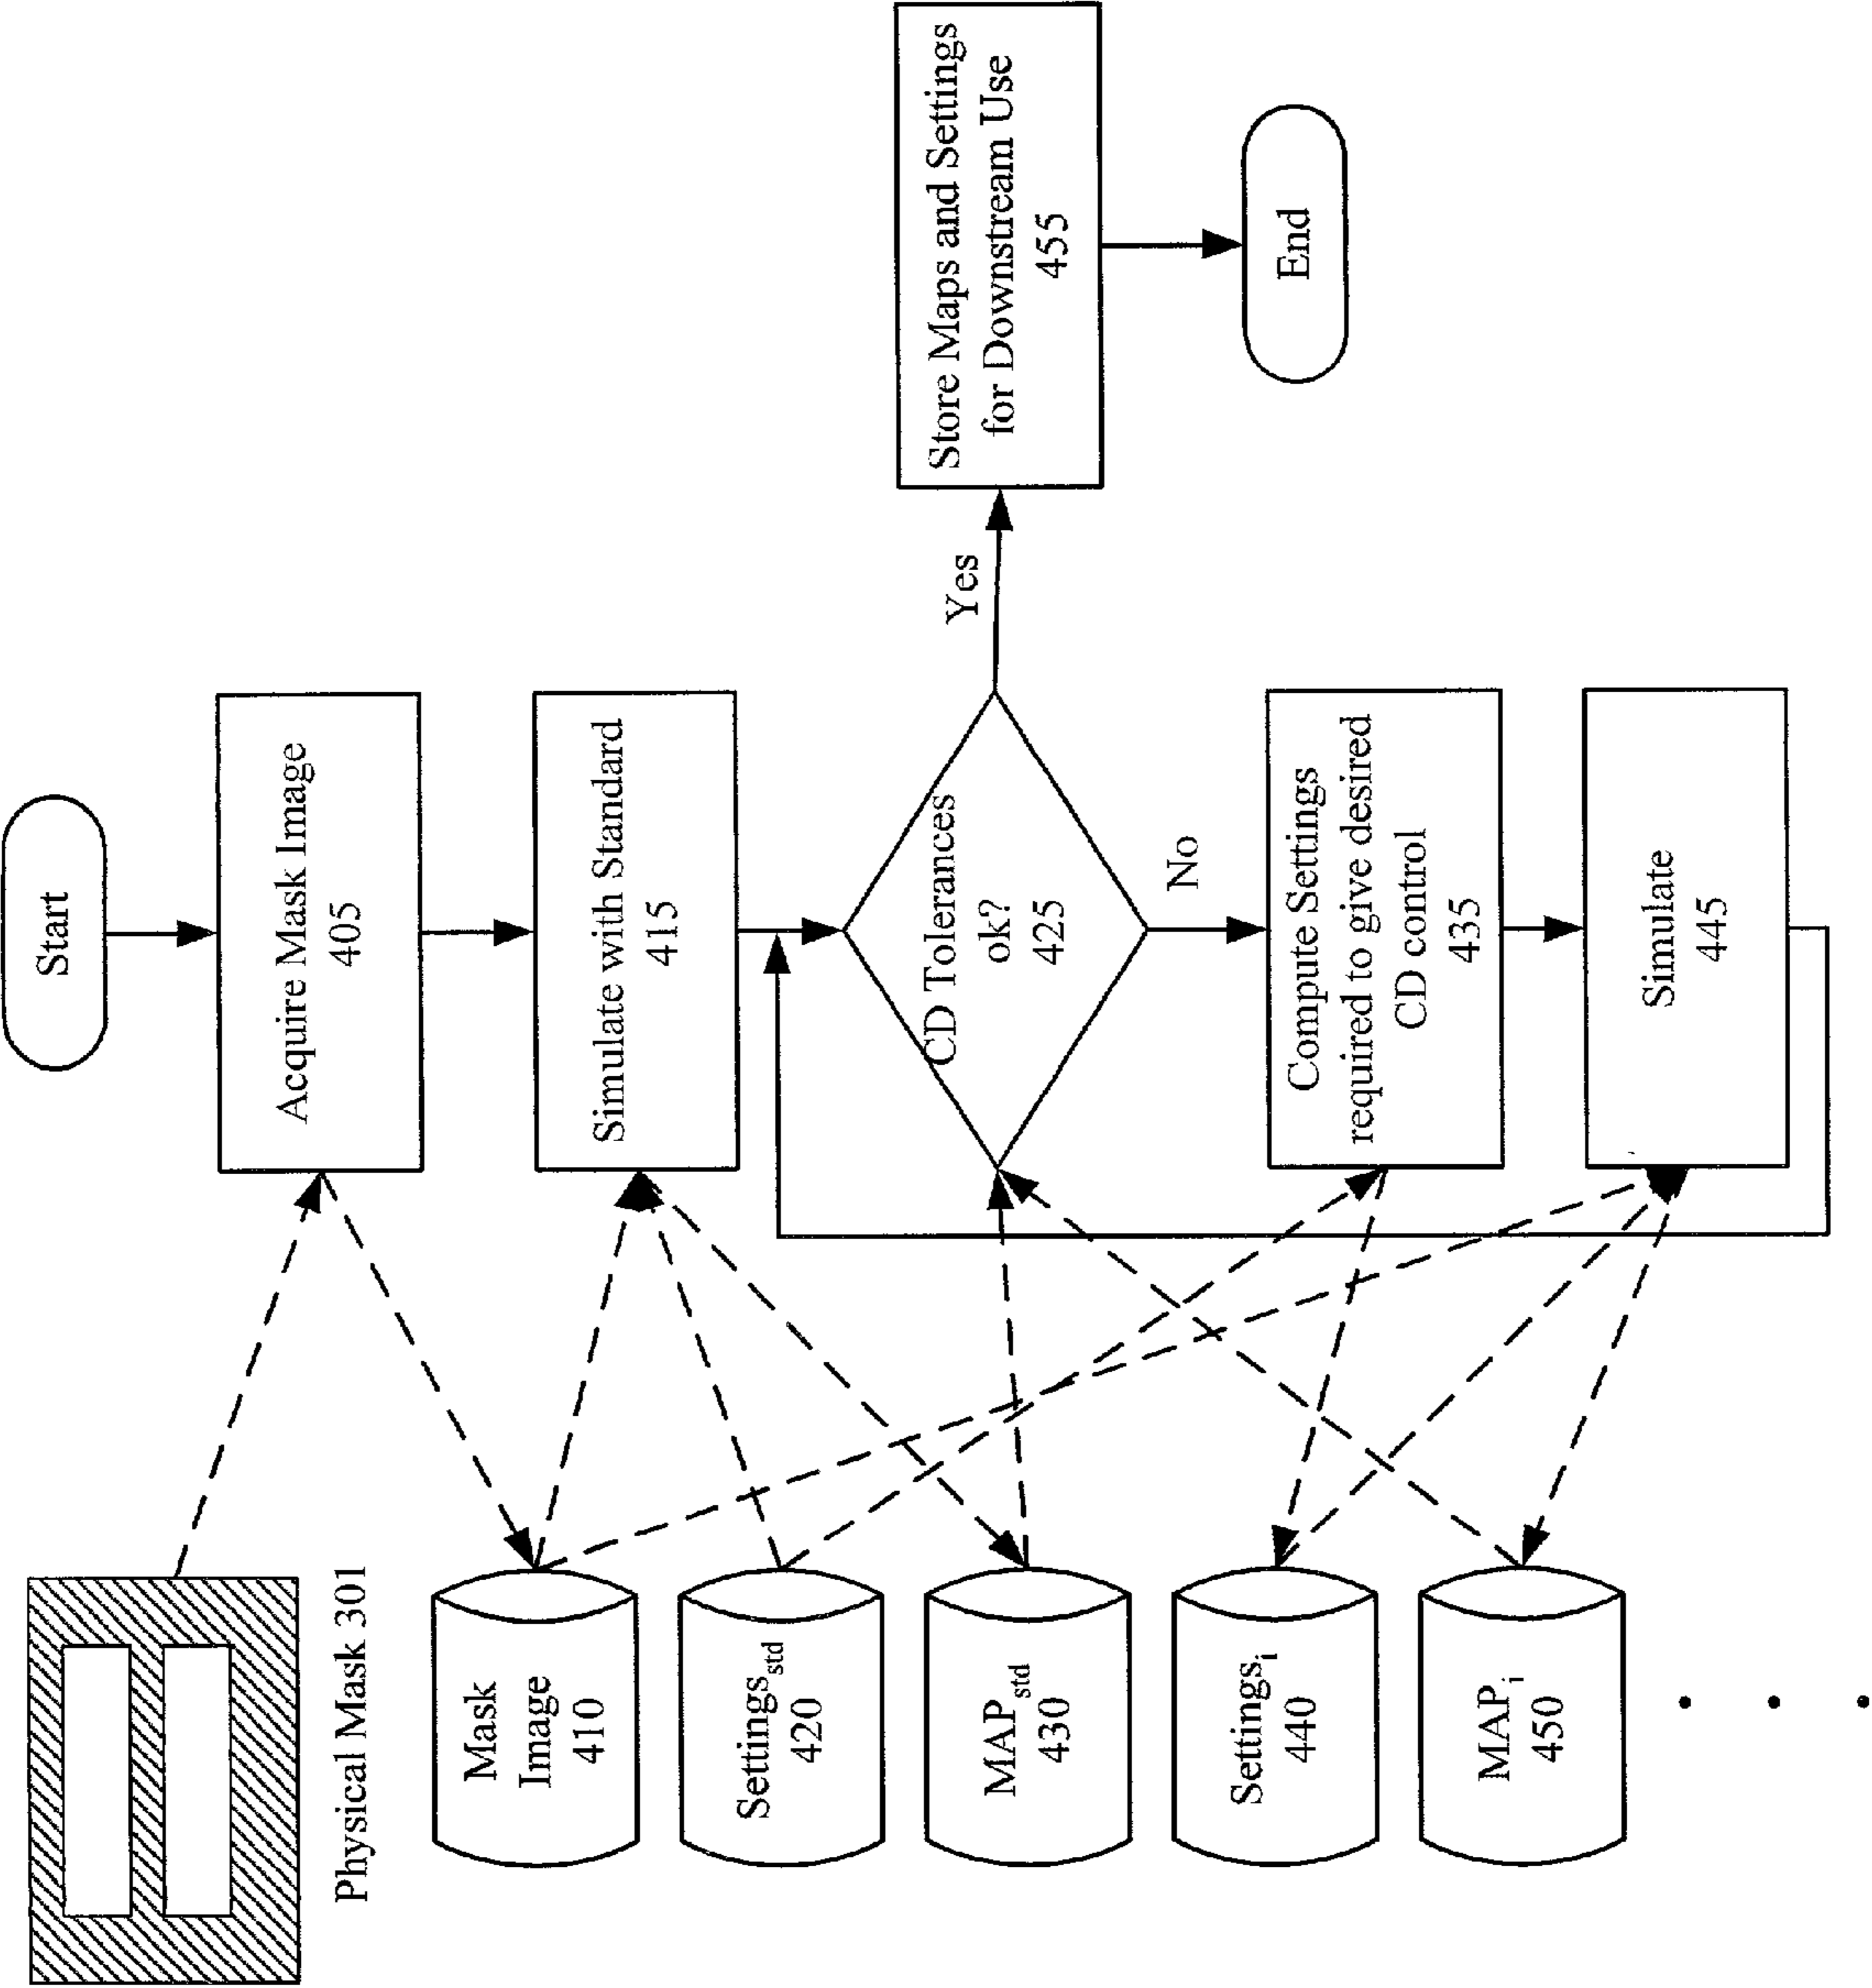 Start
Acquire Mask Image
405
Simulate with Standard
415
CD Tolerances
ok?
425
Yes
No
Store Maps and Settings
for Downstream Use
455
End
Compute Settings
required to give desired
CD control
435
Simulate
445
Physical Mask 301
Mask
Image
410
Settingsstd
420
MAPstd
430
Settingsi
440
MAPi
450